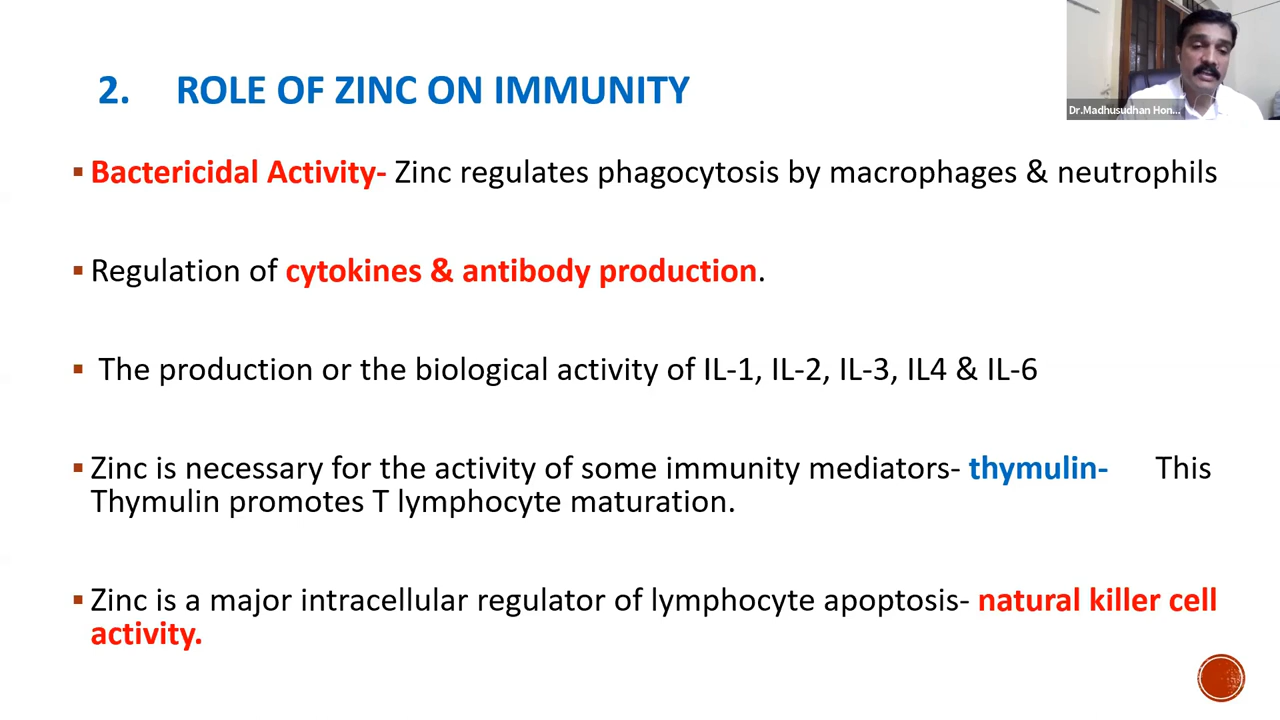 2. ROLE OF ZINC ON IMMUNITY
Dr.Madhusudhan Hon...
▪ Bactericidal Activity- Zinc regulates phagocytosis by macrophages & neutrophils
▪ Regulation of cytokines & antibody production.
▪ The production or the biological activity of IL-1, IL-2, IL-3, IL4 & IL-6
▪ Zinc is necessary for the activity of some immunity mediators- thymulin- This
Thymulin promotes T lymphocyte maturation.
▪ Zinc is a major intracellular regulator of lymphocyte apoptosis- natural killer cell
activity.